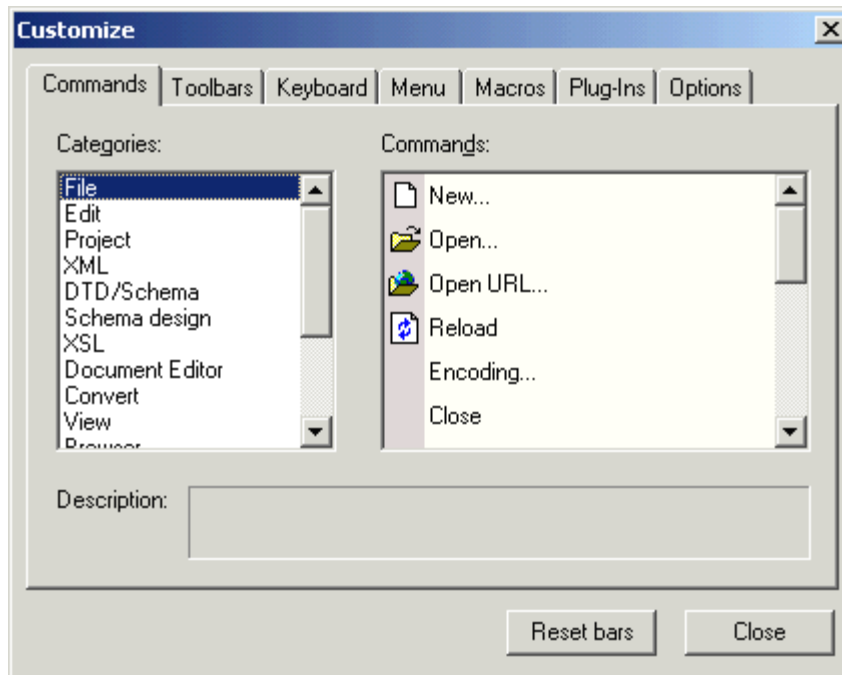 Customize
Commands Toolbars Keyboard Menu Macros Plug-Ins Options
Categories: Commands:
File
Edit
Project
XML
DTD/Schema
Schema design
XSL
Document Editor
Convert
View
Browser
New...
Open...
Open URL...
Reload
Encoding...
Close
Description:
Reset bars Close